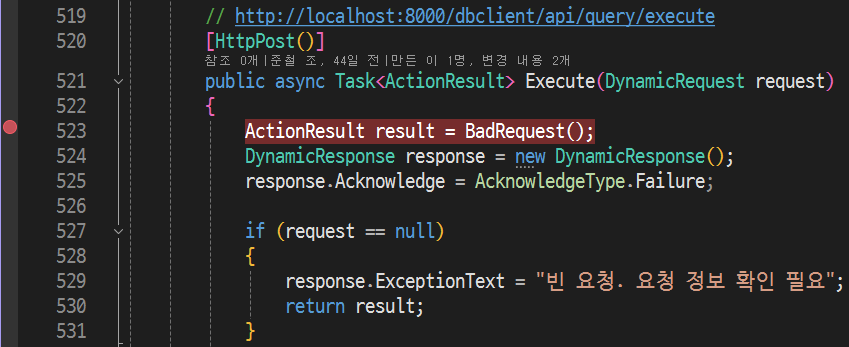 519 // http://localhost:8000/dbclient/api/query/execute
520 [HttpPost()]
참조 0개|준철 조, 44일 전|만든 이 1명, 변경 내용 2개
521 public async Task<ActionResult> Execute(DynamicRequest request)
522 {
523 ActionResult result = BadRequest();
524 DynamicResponse response = new DynamicResponse();
525 response.Acknowledge = AcknowledgeType.Failure;
526
527 if (request == null)
528 {
529 response.ExceptionText = "빈 요청. 요청 정보 확인 필요";
530 return result;
531 }